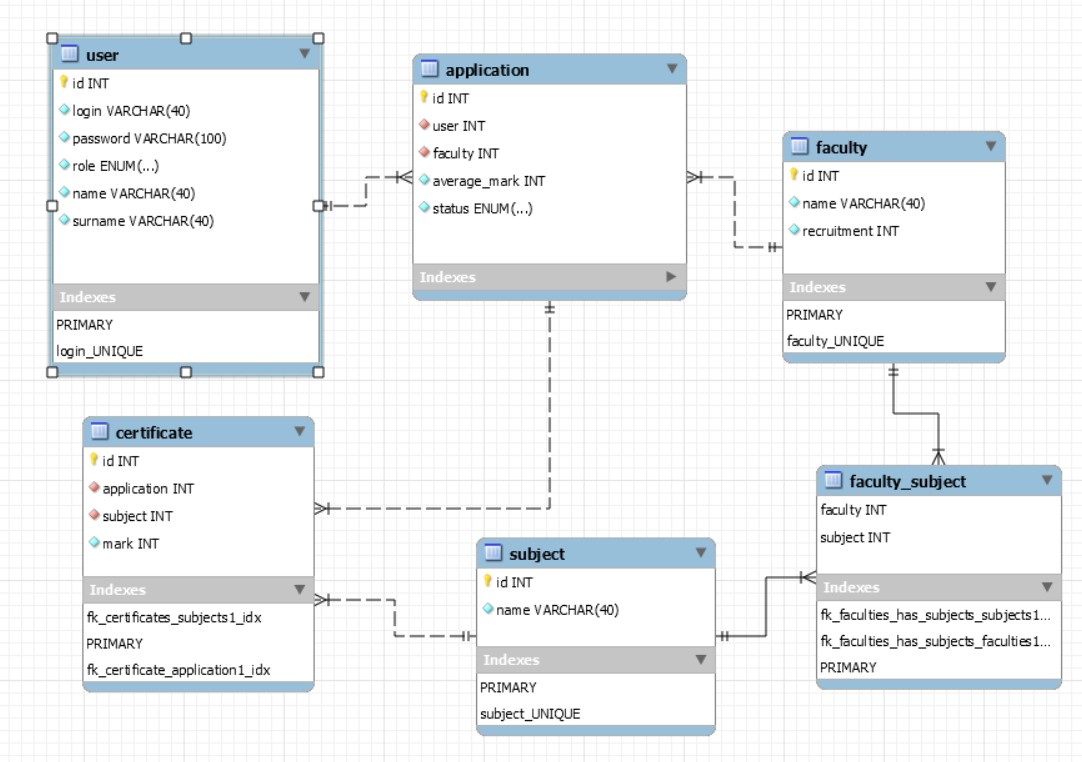 user
id INT
login VARCHAR(40)
password VARCHAR(100)
role ENUM(...)
name VARCHAR(40)
surname VARCHAR(40)
Indexes
PRIMARY
login_UNIQUE
application
id INT
user INT
faculty INT
average_mark INT
status ENUM(...)
Indexes
faculty
id INT
name VARCHAR(40)
recruitment INT
Indexes
PRIMARY
faculty_UNIQUE
certificate
id INT
application INT
subject INT
mark INT
Indexes
fk_certificates_subjects1_idx
PRIMARY
fk_certificate_application1_idx
subject
id INT
name VARCHAR(40)
Indexes
PRIMARY
subject_UNIQUE
faculty_subject
faculty INT
subject INT
Indexes
fk_faculties_has_subjects_subjects1...
fk_faculties_has_subjects_faculties1...
PRIMARY